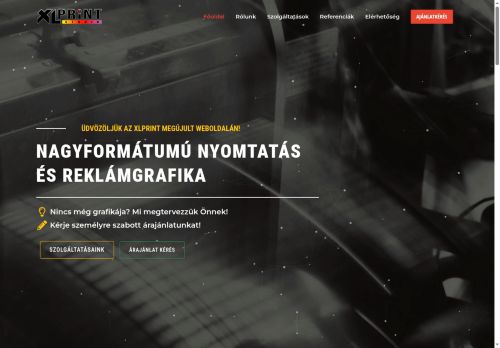 XLPRINT
Főoldal
Rólunk
Szolgáltatások
Referenciák
Elérhetőség
AJÁNLATKÉRÉS
ÜDVÖZÖLJÜK AZ XLPRINT MEGÚJULT WEBOLDALÁN!
NAGYFORMÁTUMÚ NYOMTATÁS
ÉS REKLÁMGRAFIKA
Nincs még grafikája? Mi megtervezzük Önnek!
Kérje személyre szabott árajánlatunkat!
SZOLGÁLTATÁSAINK
ÁRAJÁNLAT KÉRÉS